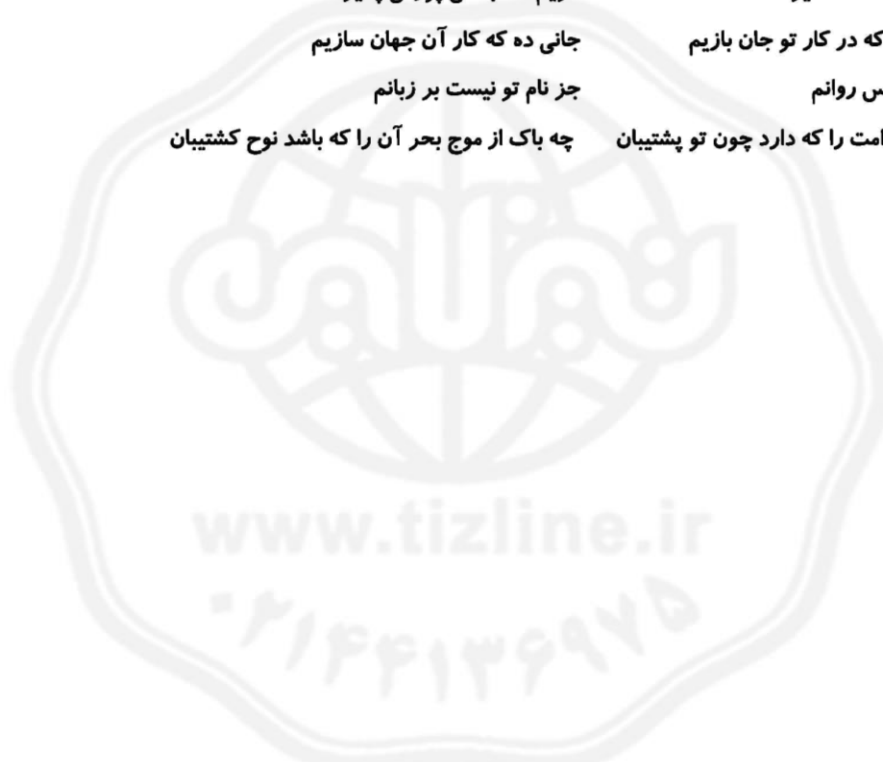 که در کار تو جان بازیم جانی ده که کار آن جهان سازیم
روانم جز نام تو نیست بر زبانم
را که دارد چون تو پشتیبان چه باک از موج بحر آن را که باشد نوح کشتیبان
www.tizline.ir
۰۲۱۴۴۱۳۶۹۷۵